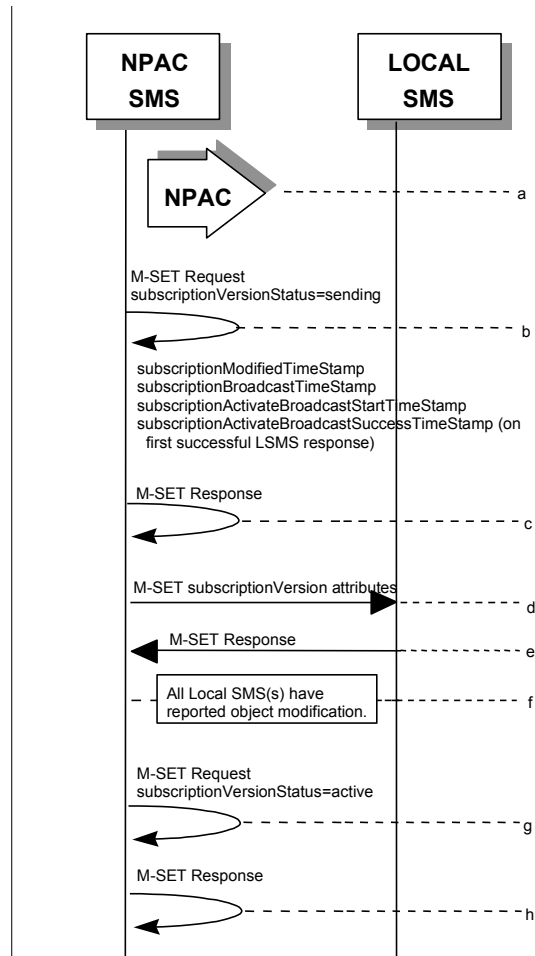 NPAC
SMS
LOCAL
SMS
NPAC
a
M-SET Request
subscriptionVersionStatus=sending
b
subscriptionModifiedTimeStamp
subscriptionBroadcastTimeStamp
subscriptionActivateBroadcastStartTimeStamp
subscriptionActivateBroadcastSuccessTimeStamp (on
first successful LSMS response)
M-SET Response
c
M-SET subscriptionVersion attributes
d
M-SET Response
e
All Local SMS(s) have
reported object modification.
f
M-SET Request
subscriptionVersionStatus=active
g
M-SET Response
h